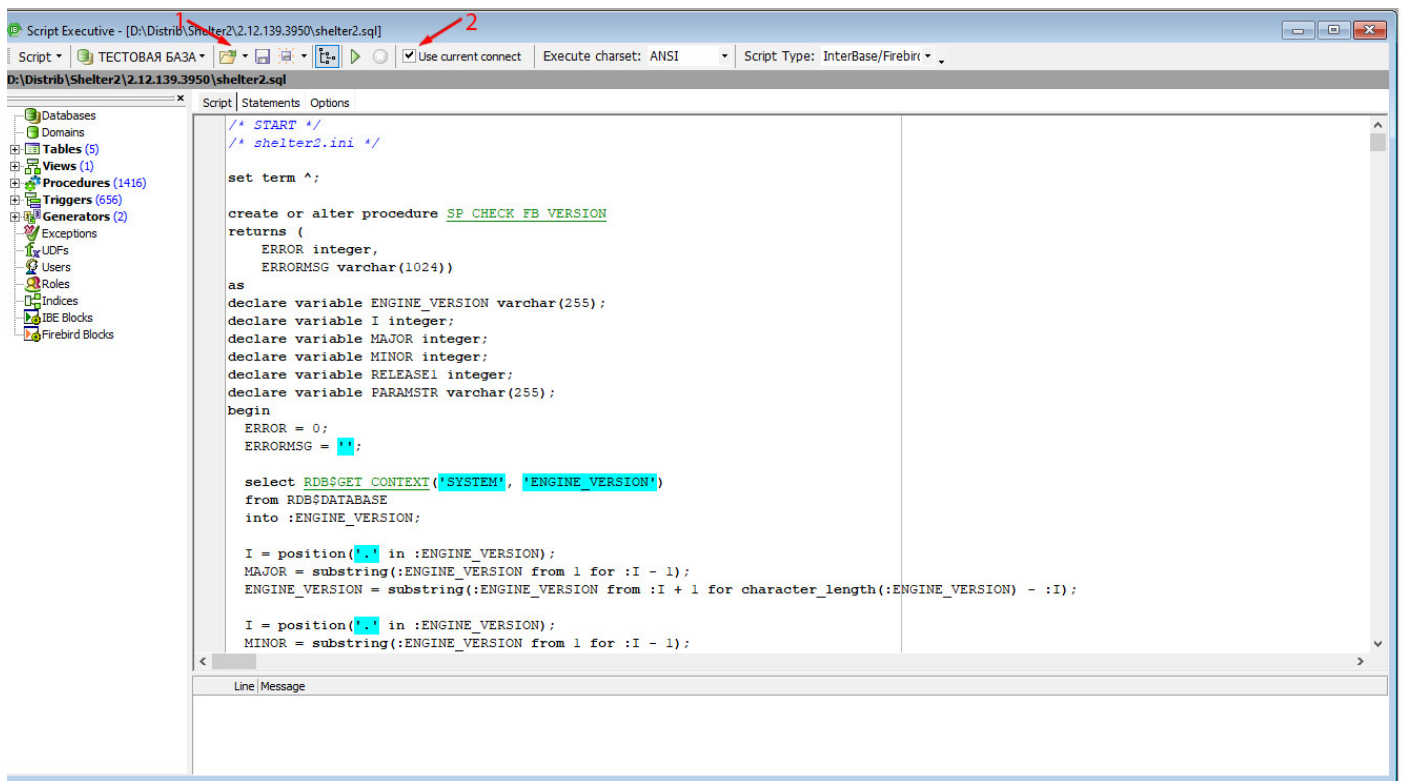 1
2
Script Executive - [D:\Distrib\Shelter2\2.12.139.3950\shelter2.sql]
Script ТЕСТОВАЯ БАЗА Use current connect Execute charset: ANSI Script Type: InterBase/Firebird
D:\Distrib\Shelter2\2.12.139.3950\shelter2.sql
Databases
Domains
Tables (5)
Views (1)
Procedures (1416)
Triggers (656)
Generators (2)
Exceptions
UDFs
Users
Roles
Indices
IBE Blocks
Firebird Blocks
Script Statements Options
/* START */
/* shelter2.ini */
set term ^;
create or alter procedure SP_CHECK_FB_VERSION
returns (
ERROR integer,
ERRORMSG varchar(1024))
as
declare variable ENGINE_VERSION varchar(255);
declare variable I integer;
declare variable MAJOR integer;
declare variable MINOR integer;
declare variable RELEASE1 integer;
declare variable PARAMSTR varchar(255);
begin
ERROR = 0;
ERRORMSG = '';
select RDB$GET_CONTEXT('SYSTEM', 'ENGINE_VERSION')
from RDB$DATABASE
into :ENGINE_VERSION;
I = position('.' in :ENGINE_VERSION);
MAJOR = substring(:ENGINE_VERSION from 1 for :I - 1);
ENGINE_VERSION = substring(:ENGINE_VERSION from :I + 1 for character_length(:ENGINE_VERSION) - :I);
I = position('.' in :ENGINE_VERSION);
MINOR = substring(:ENGINE_VERSION from 1 for :I - 1);
Line Message